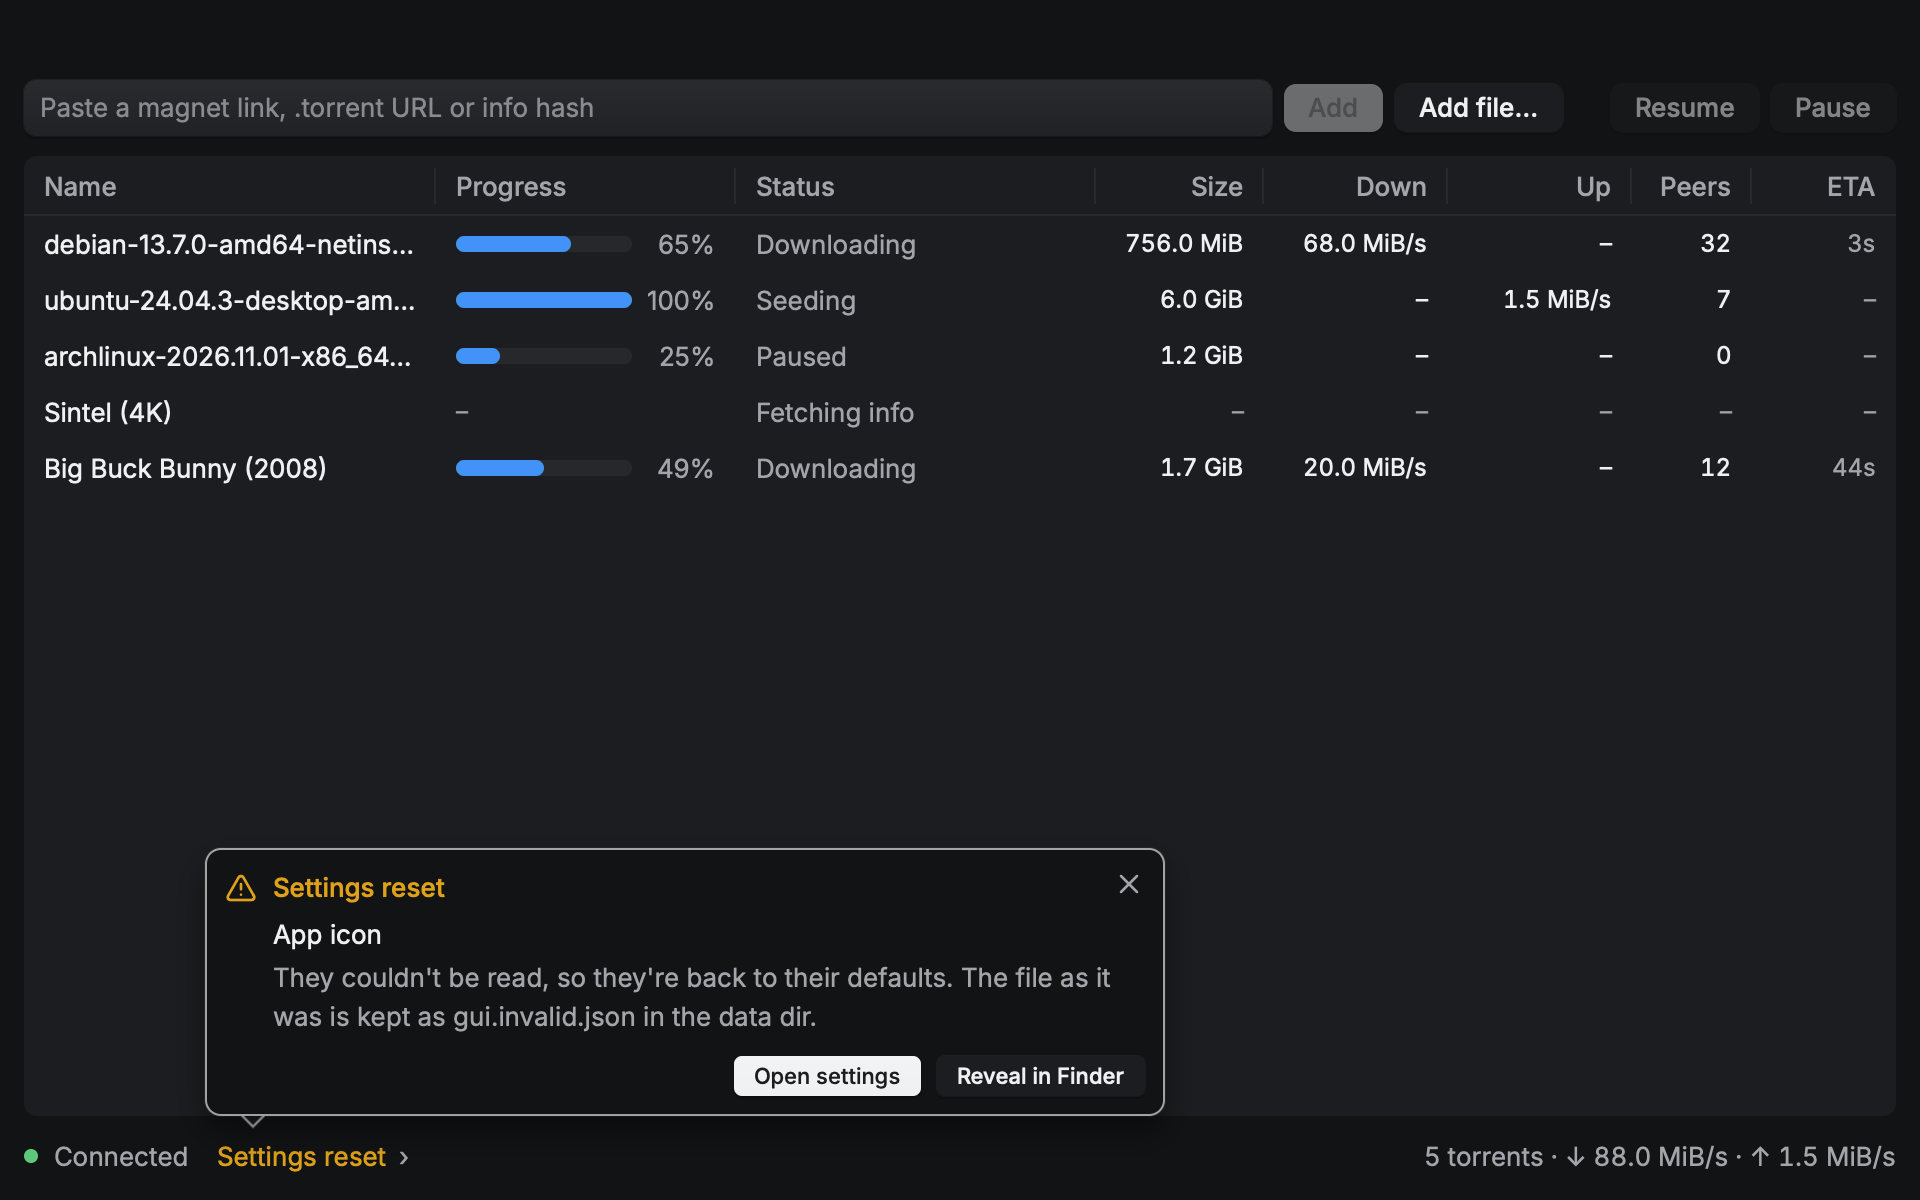 Paste a magnet link, .torrent URL or info hash
Add
Add file...
Resume
Pause
Name Progress Status Size Down Up Peers ETA
debian-13.7.0-amd64-netins... 65% Downloading 756.0 MiB 68.0 MiB/s – 32 3s
ubuntu-24.04.3-desktop-am... 100% Seeding 6.0 GiB – 1.5 MiB/s 7 –
archlinux-2026.11.01-x86_64... 25% Paused 1.2 GiB – – 0 –
Sintel (4K) – Fetching info – – – – –
Big Buck Bunny (2008) 49% Downloading 1.7 GiB 20.0 MiB/s – 12 44s
Settings reset
App icon
They couldn't be read, so they're back to their defaults. The file as it
was is kept as gui.invalid.json in the data dir.
Open settings
Reveal in Finder
Connected
Settings reset ›
5 torrents · ↓ 88.0 MiB/s · ↑ 1.5 MiB/s